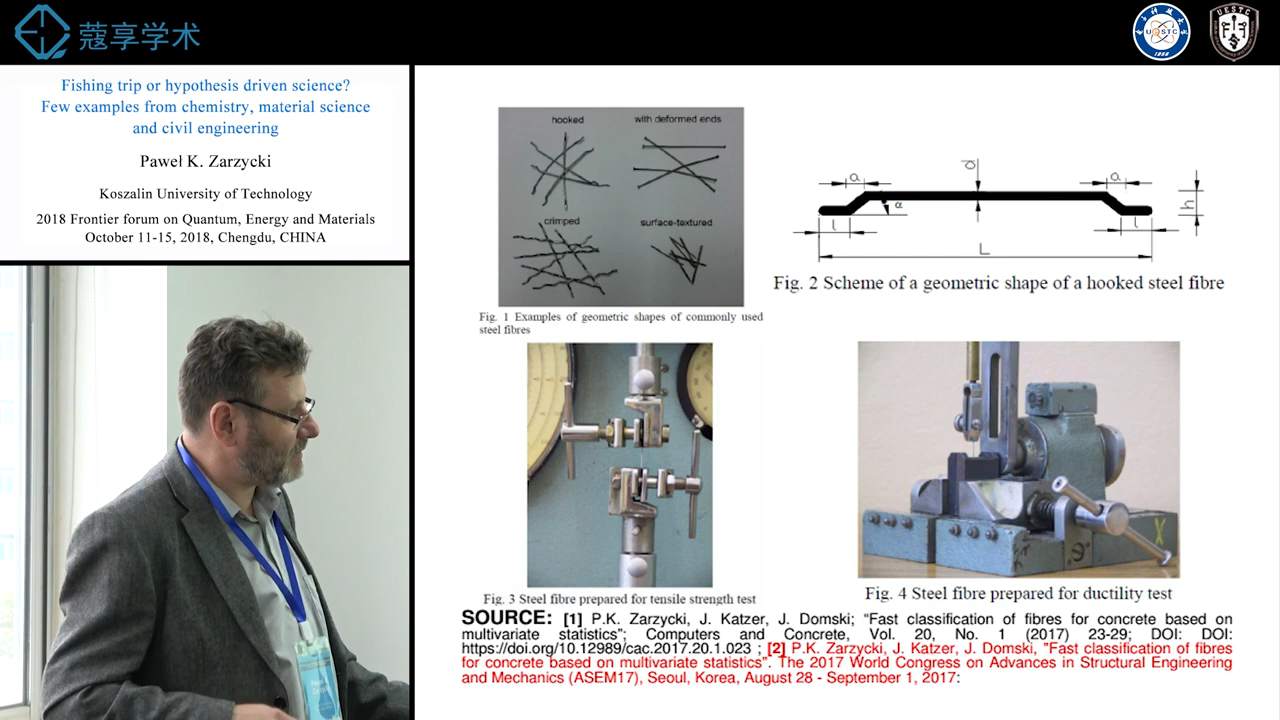 蔻享学术
UESTC
1956
Fishing trip or hypothesis driven science?
Few examples from chemistry, material science
and civil engineering
Paweł K. Zarzycki
Koszalin University of Technology
2018 Frontier forum on Quantum, Energy and Materials
October 11-15, 2018, Chengdu, CHINA
hooked
with deformed ends
crimped
surface-textured
Fig. 1 Examples of geometric shapes of commonly used
steel fibres
a
d
a
α
h
l
l
L
Fig. 2 Scheme of a geometric shape of a hooked steel fibre
Fig. 3 Steel fibre prepared for tensile strength test
Fig. 4 Steel fibre prepared for ductility test
SOURCE: [1] P.K. Zarzycki, J. Katzer, J. Domski; “Fast classification of fibres for concrete based on
multivariate statistics”; Computers and Concrete, Vol. 20, No. 1 (2017) 23-29; DOI: DOI:
https://doi.org/10.12989/cac.2017.20.1.023 ; [2] P.K. Zarzycki, J. Katzer, J. Domski, "Fast classification of fibres
for concrete based on multivariate statistics". The 2017 World Congress on Advances in Structural Engineering
and Mechanics (ASEM17), Seoul, Korea, August 28 - September 1, 2017: